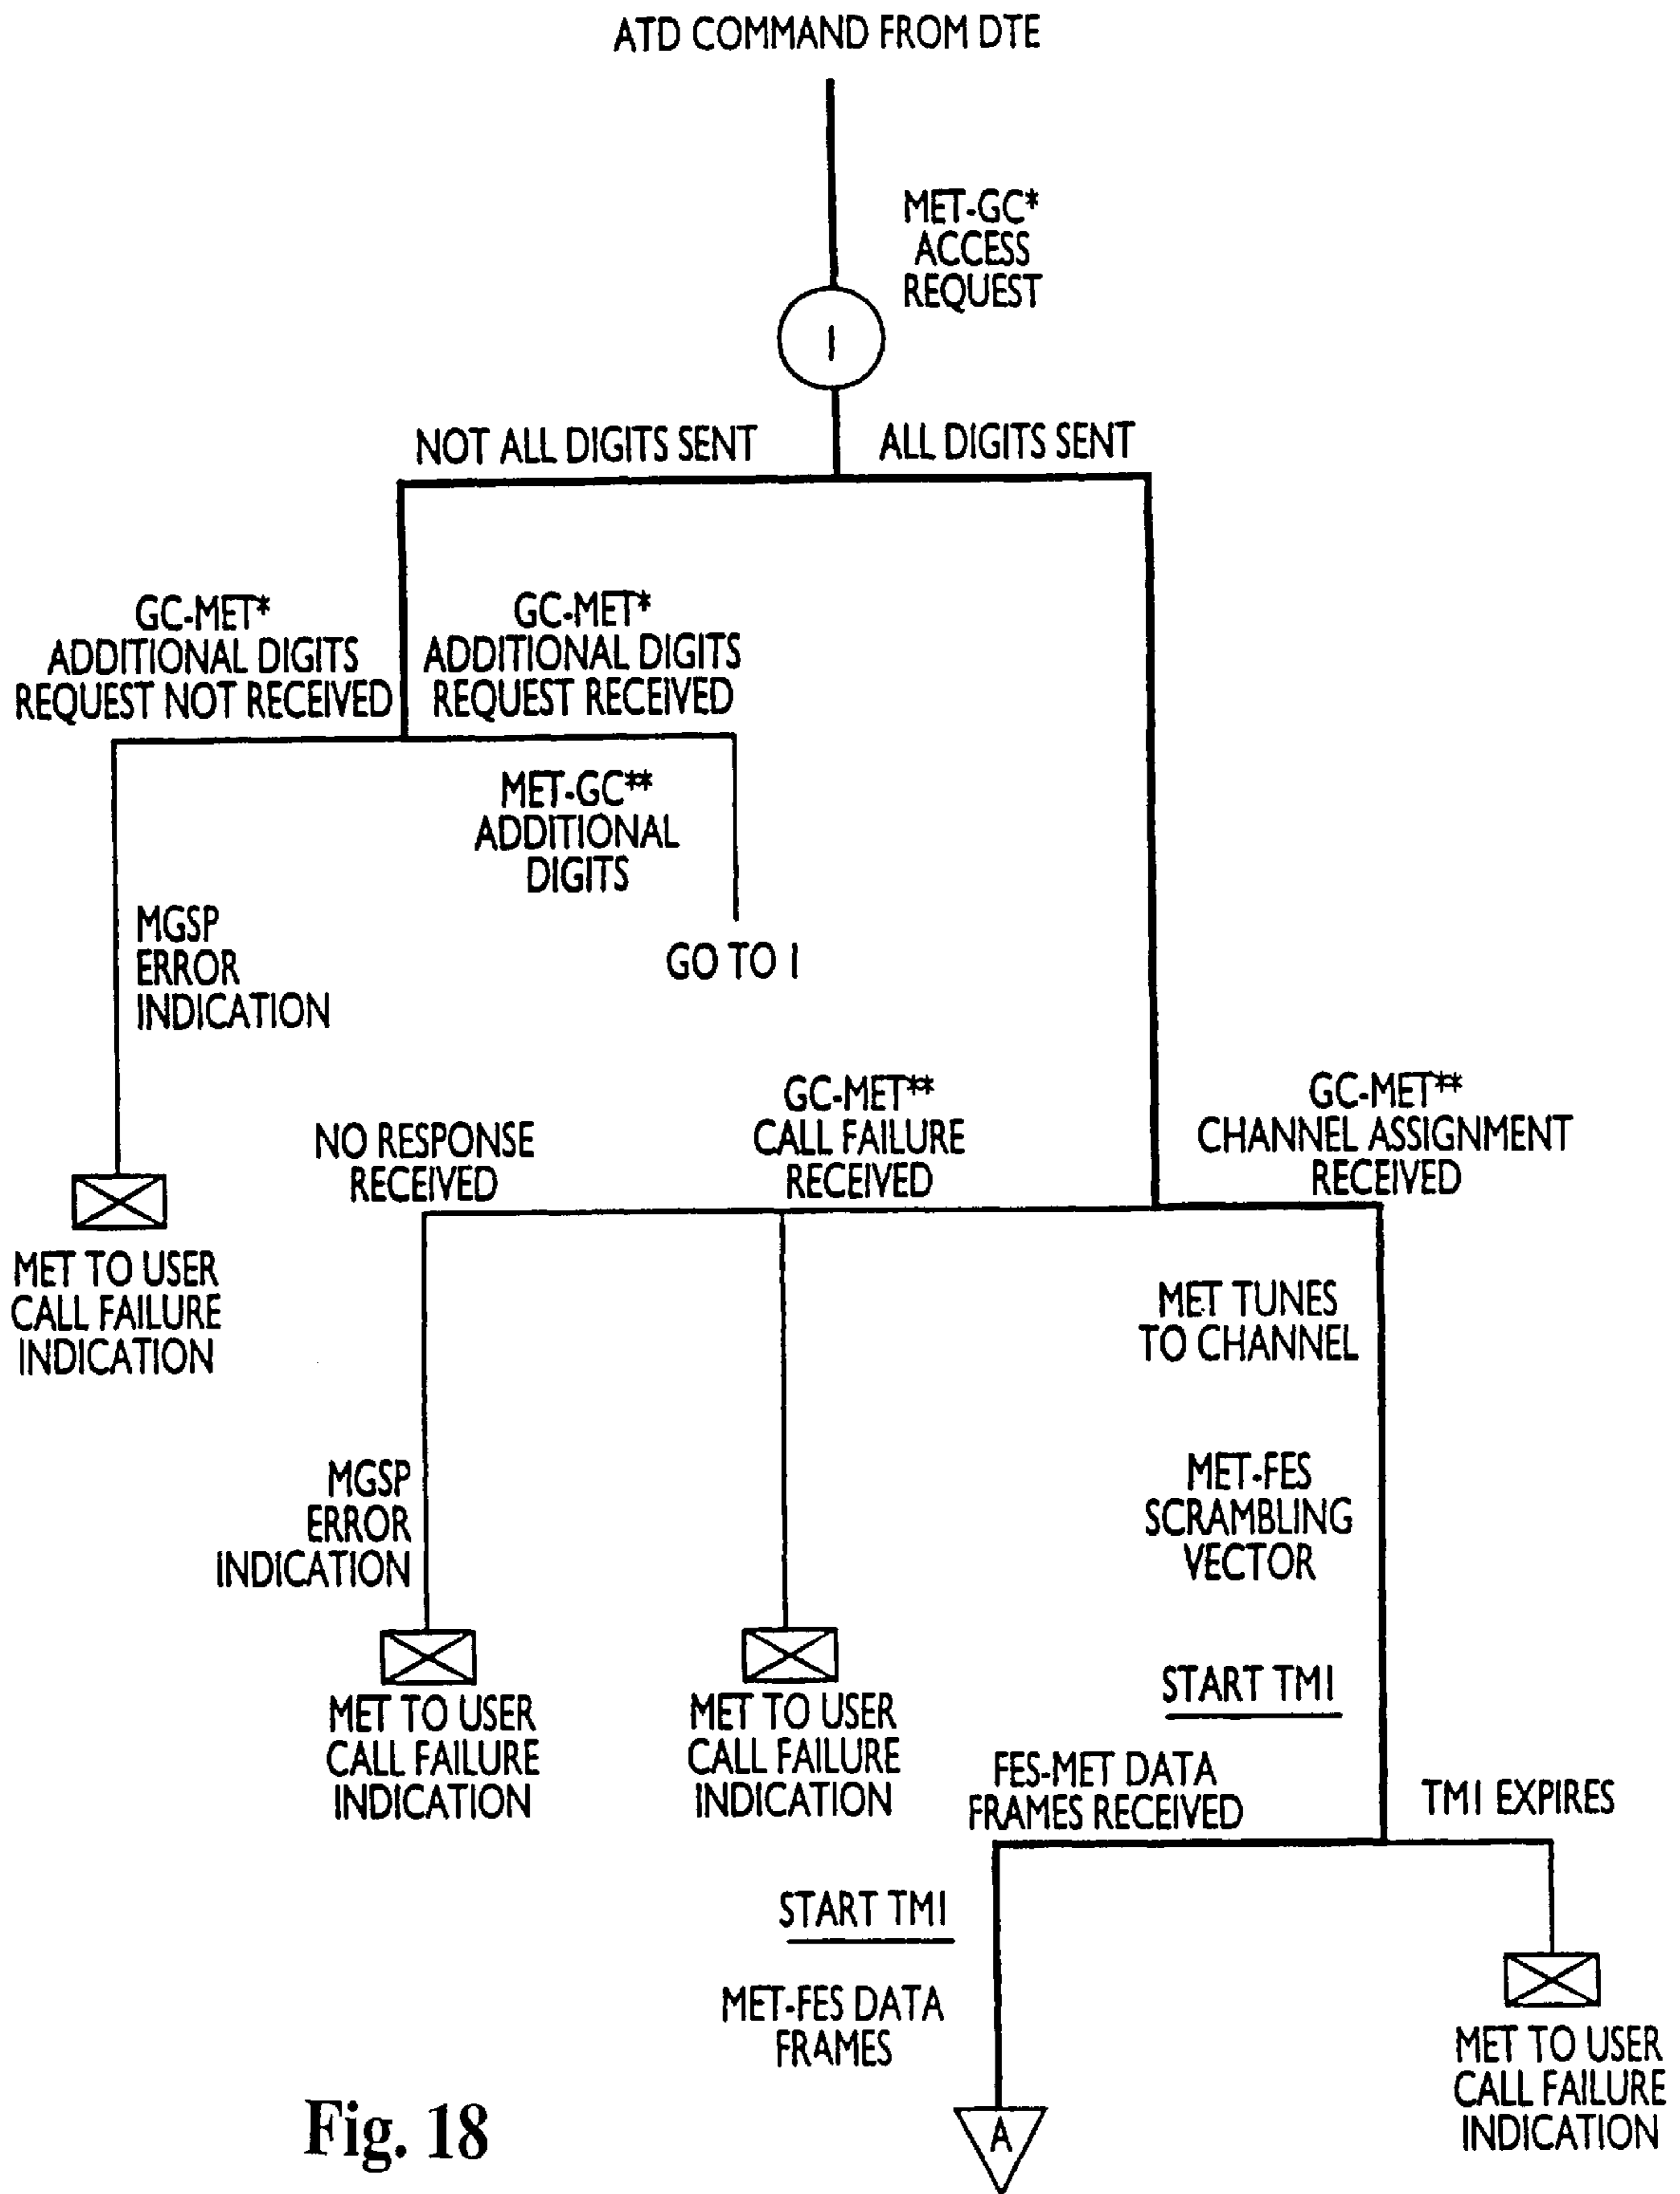 ATD COMMAND FROM DTE
MET-GC*
ACCESS
REQUEST
I
NOT ALL DIGITS SENT
ALL DIGITS SENT
GC-MET*
ADDITIONAL DIGITS
REQUEST NOT RECEIVED
GC-MET*
ADDITIONAL DIGITS
REQUEST RECEIVED
MET-GC**
ADDITIONAL
DIGITS
GO TO I
MGSP
ERROR
INDICATION
MET TO USER
CALL FAILURE
INDICATION
NO RESPONSE
RECEIVED
GC-MET**
CALL FAILURE
RECEIVED
GC-MET**
CHANNEL ASSIGNMENT
RECEIVED
MET TUNES
TO CHANNEL
MGSP
ERROR
INDICATION
MET-FES
SCRAMBLING
VECTOR
MET TO USER
CALL FAILURE
INDICATION
MET TO USER
CALL FAILURE
INDICATION
START TM1
FES-MET DATA
FRAMES RECEIVED
TM1 EXPIRES
START TM1
MET-FES DATA
FRAMES
A
MET TO USER
CALL FAILURE
INDICATION
Fig. 18